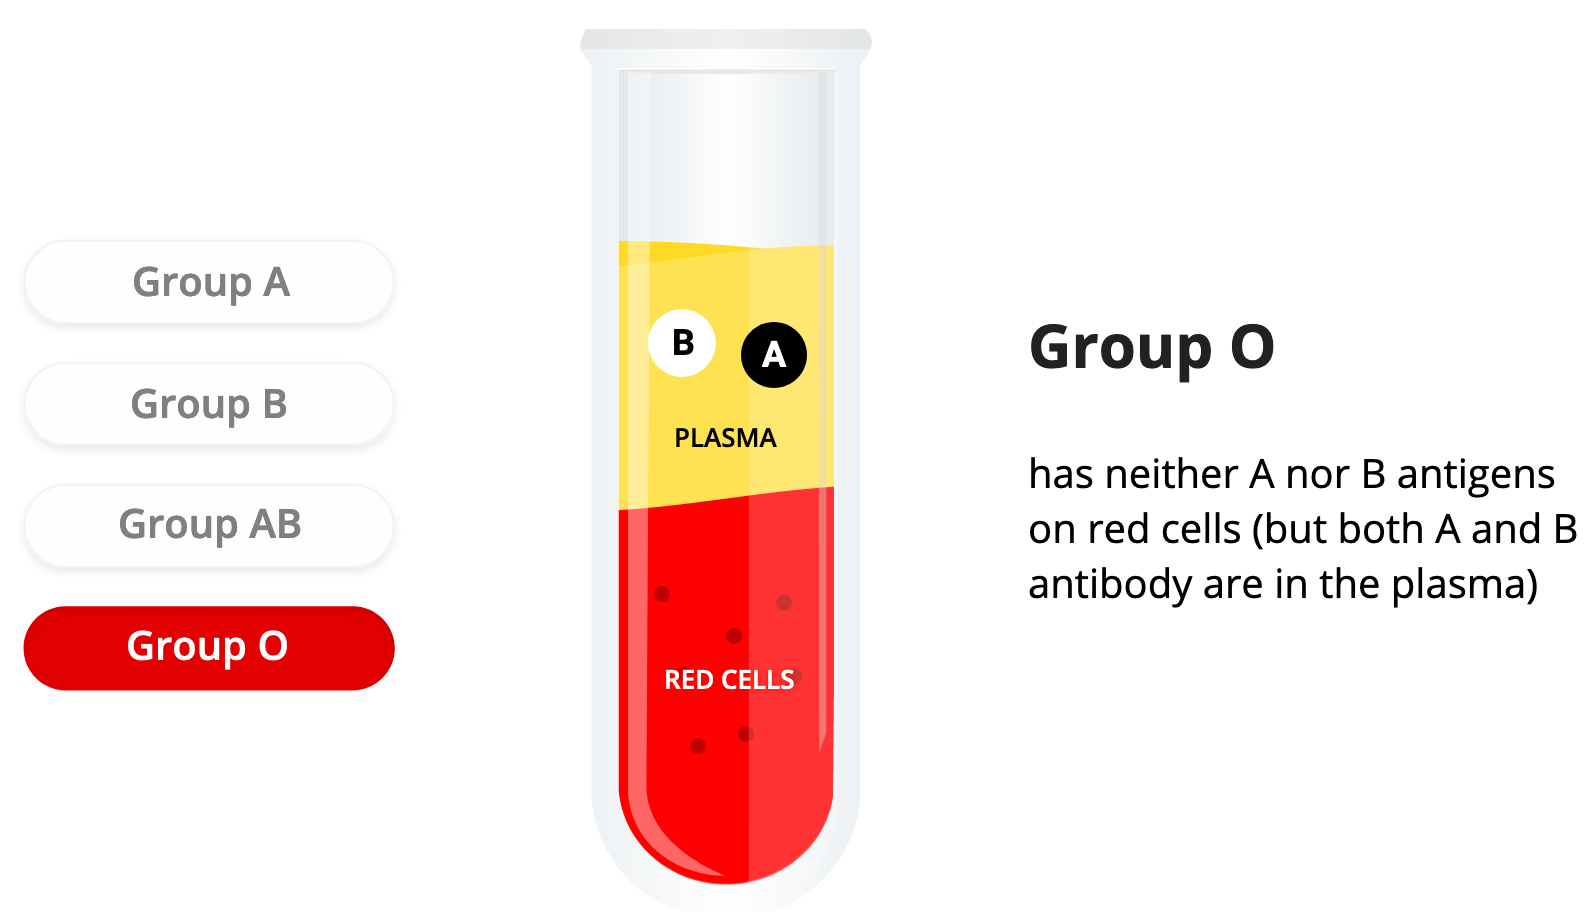 Group A
Group B
Group AB
Group O
B
A
PLASMA
RED CELLS
Group O
has neither A nor B antigens
on red cells (but both A and B
antibody are in the plasma)